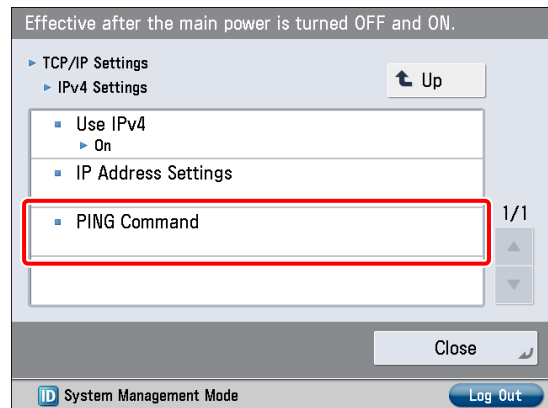 Effective after the main power is turned OFF and ON.
TCP/IP Settings
IPv4 Settings
Up
Use IPv4
On
IP Address Settings
PING Command
1/1
Close
ID System Management Mode
Log Out